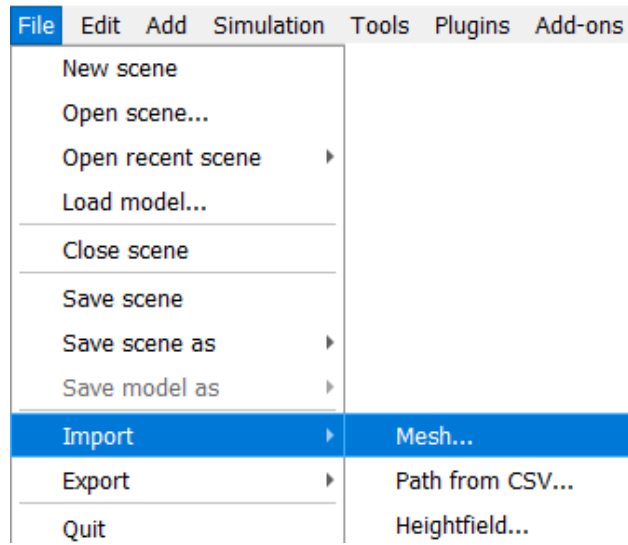 File Edit Add Simulation Tools Plugins Add-ons
New scene
Open scene...
Open recent scene
Load model...
Close scene
Save scene
Save scene as
Save model as
Import Mesh...
Export Path from CSV...
Quit Heightfield...